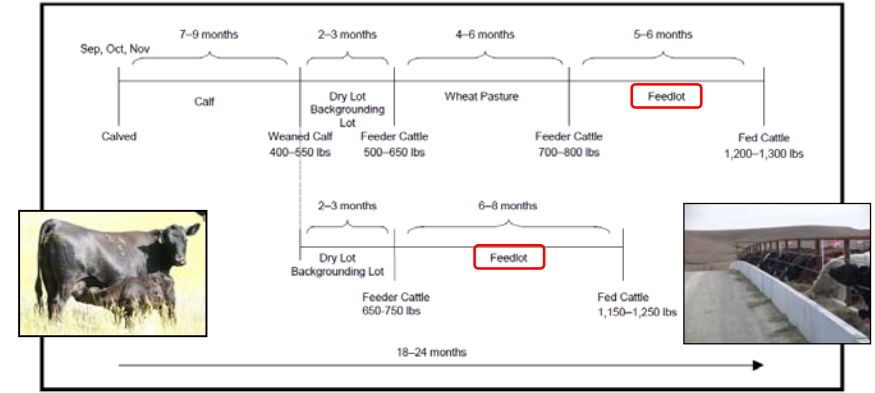 7–9 months
2–3 months
4–6 months
5–6 months
Sep, Oct, Nov
Calf
Dry Lot
Backgrounding
Lot
Wheat Pasture
Feedlot
Calved
Weaned Calf
400–550 lbs
Feeder Cattle
500–650 lbs
Feeder Cattle
700–800 lbs
Fed Cattle
1,200–1,300 lbs
2–3 months
6–8 months
Dry Lot
Backgrounding Lot
Feedlot
Feeder Cattle
650-750 lbs
Fed Cattle
1,150–1,250 lbs
18–24 months